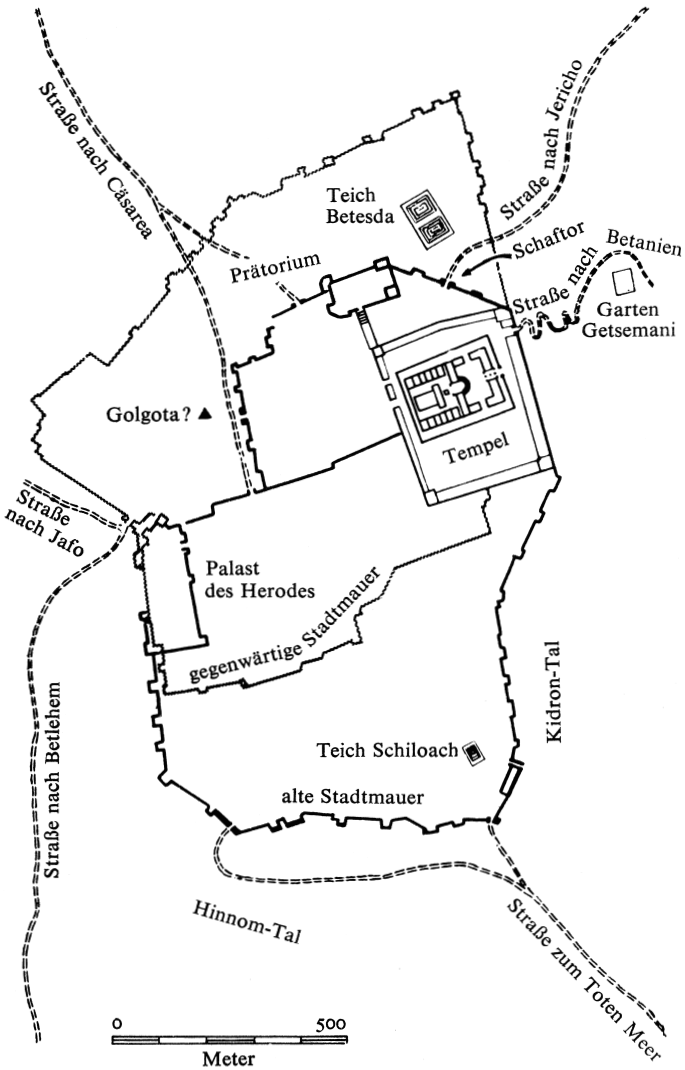 Straße nach Cäsarea
Straße nach Jericho
Teich
Betesda
Schaftor
Straße nach Betanien
Prätorium
Garten
Getsemani
Golgota?
Tempel
Straße
nach Jafo
Palast
des Herodes
gegenwärtige Stadtmauer
Kidron-Tal
Straße nach Betlehem
Teich Schiloach
alte Stadtmauer
Hinnom-Tal
Straße zum Toten Meer
0 500
Meter